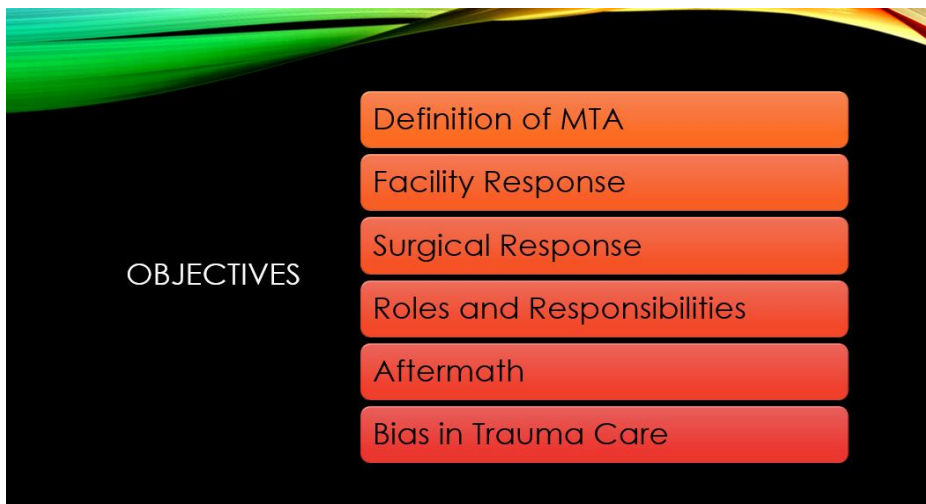 OBJECTIVES
Definition of MTA
Facility Response
Surgical Response
Roles and Responsibilities
Aftermath
Bias in Trauma Care